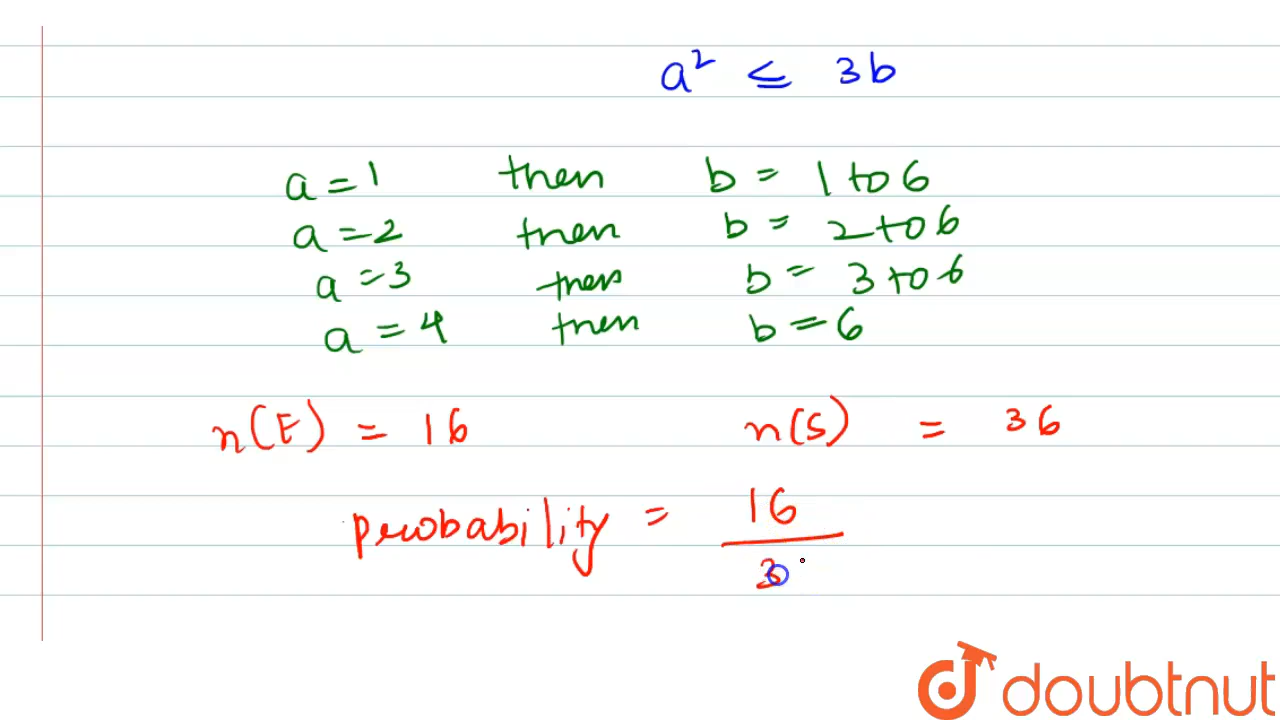 a² ≤ 3b
a = 1 then b = 1 to 6
a = 2 then b = 2 to 6
a = 3 then b = 3 to 6
a = 4 then b = 6
n(E) = 16 n(S) = 36
probability = 16
3
doubtnut